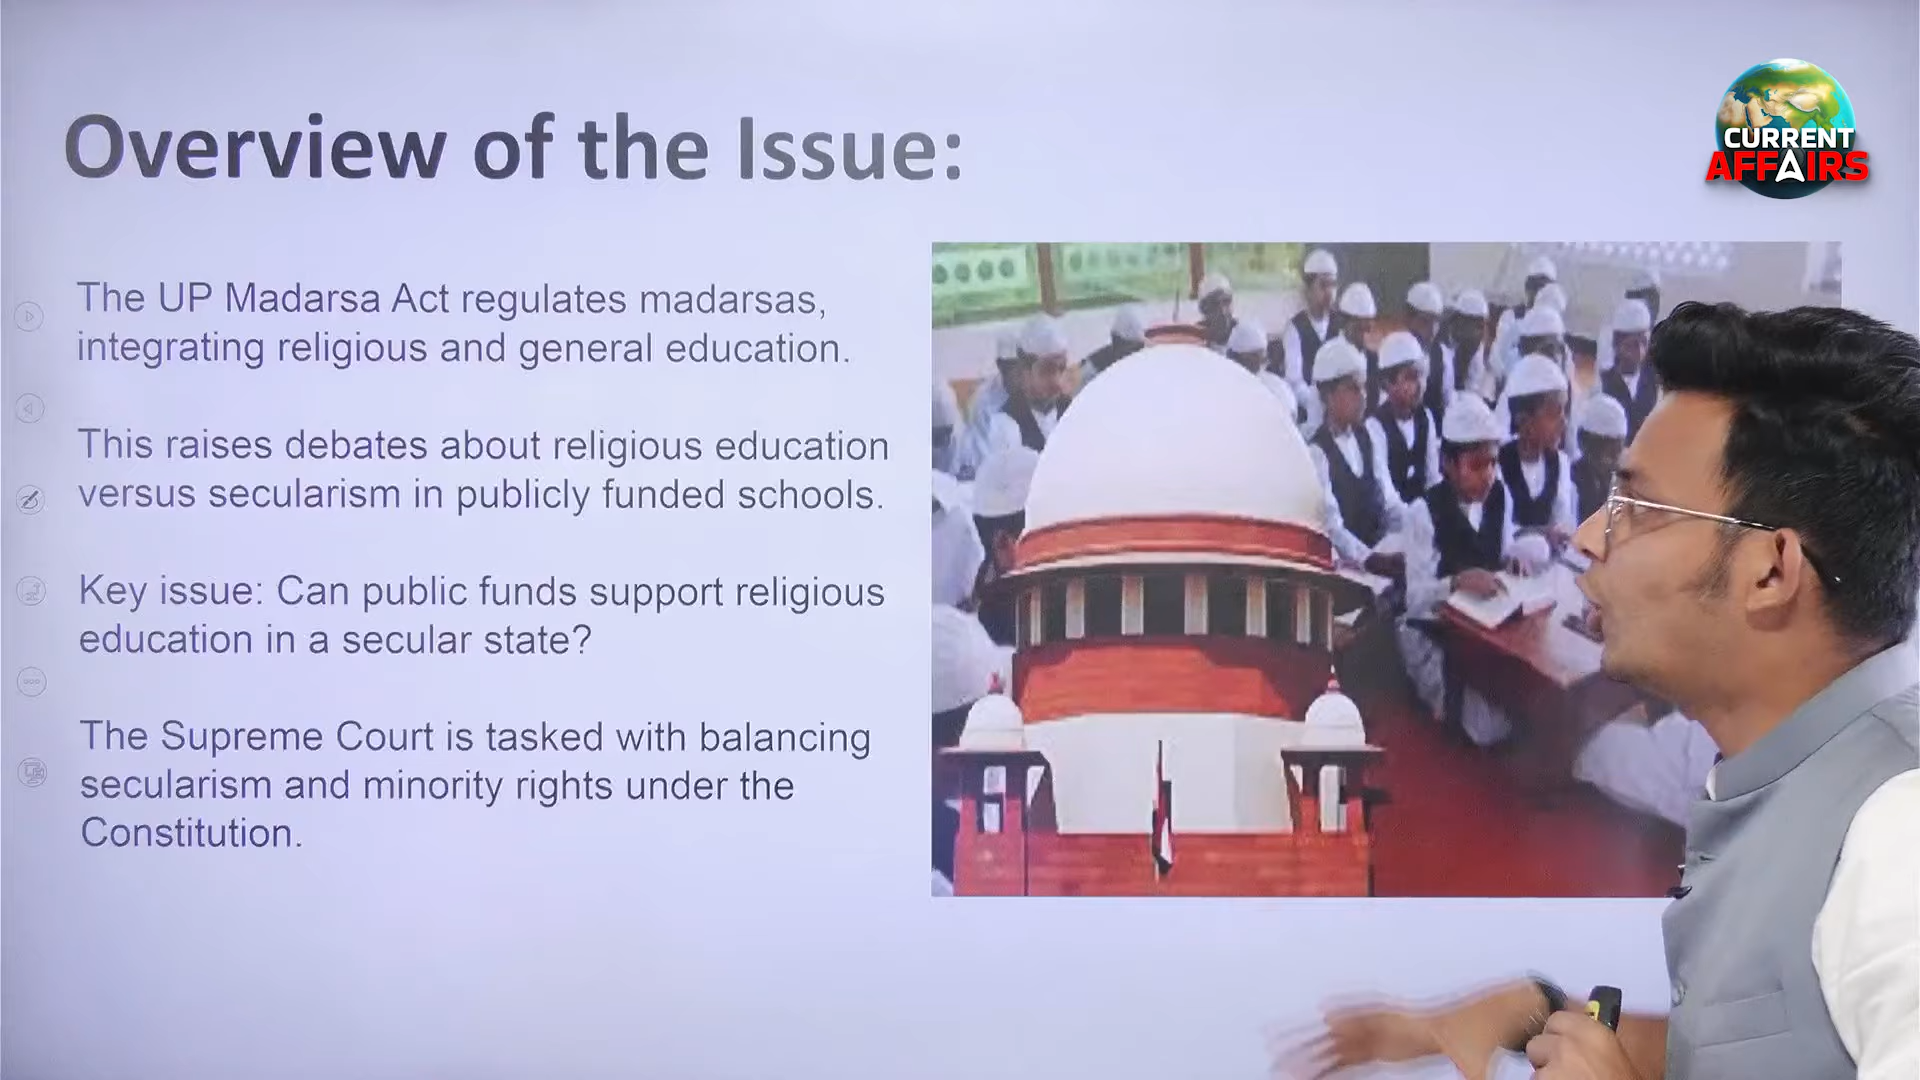 Overview of the Issue:
CURRENT
AFFAIRS
The UP Madarsa Act regulates madarsas,
integrating religious and general education.
This raises debates about religious education
versus secularism in publicly funded schools.
Key issue: Can public funds support religious
education in a secular state?
The Supreme Court is tasked with balancing
secularism and minority rights under the
Constitution.